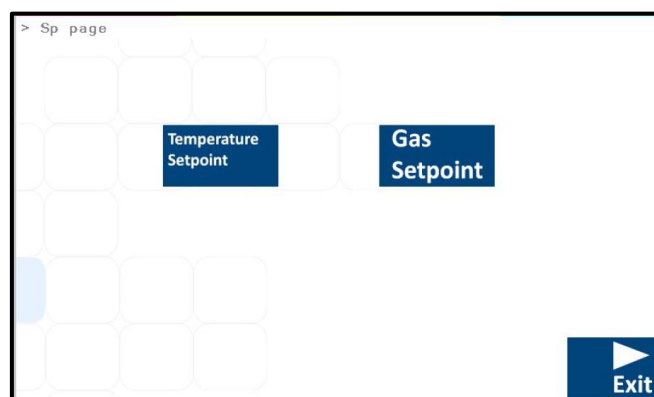 > Sp page
Temperature
Setpoint
Gas
Setpoint
Exit